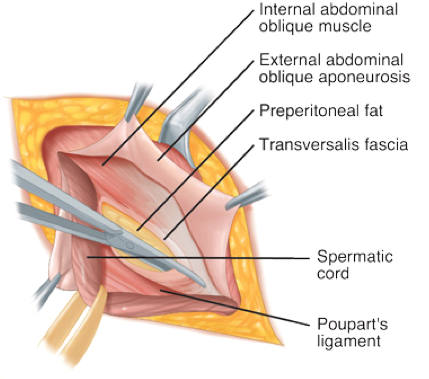 Internal abdominal
oblique muscle
External abdominal
oblique aponeurosis
Preperitoneal fat
Transversalis fascia
Spermatic
cord
Poupart's
ligament